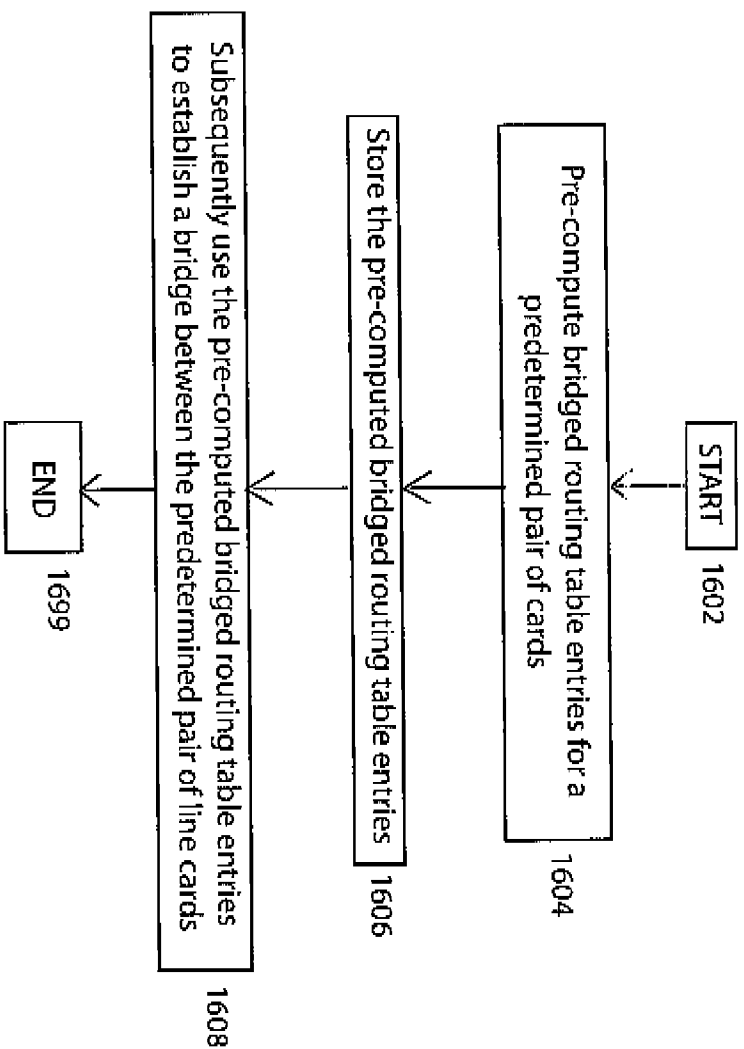 START
1602
Pre-compute bridged routing table entries for a
predetermined pair of cards
1604
Store the pre-computed bridged routing table entries
1606
Subsequently use the pre-computed bridged routing table entries
to establish a bridge between the predetermined pair of line cards
1608
END
1699